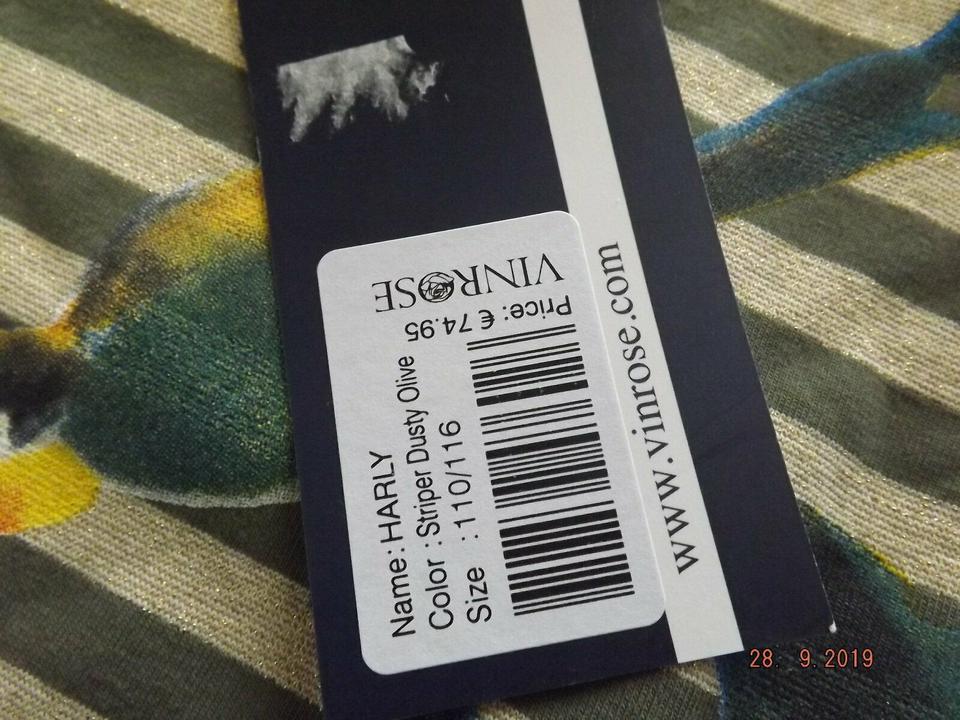 VINROSE
Price: € 74.95
Name: HARLY
Color : Striper Dusty Olive
Size : 110/116
www.vinrose.com
28. 9.2019